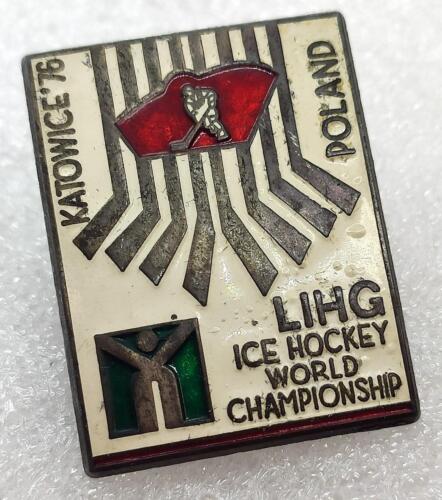 KATOWICE '76
POLAND
LIHG
ICE HOCKEY
WORLD
CHAMPIONSHIP